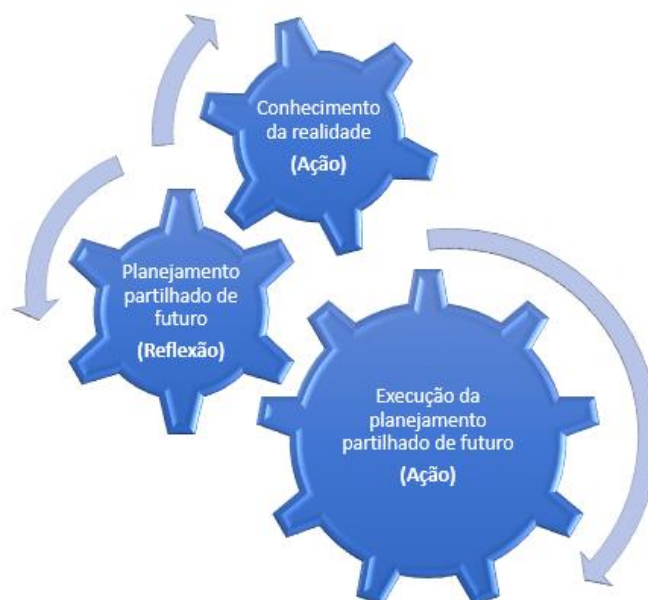 Conhecimento
da realidade
(Ação)
Planejamento
partilhado de
futuro
(Reflexão)
Execução da
planejamento
partilhado de futuro
(Ação)